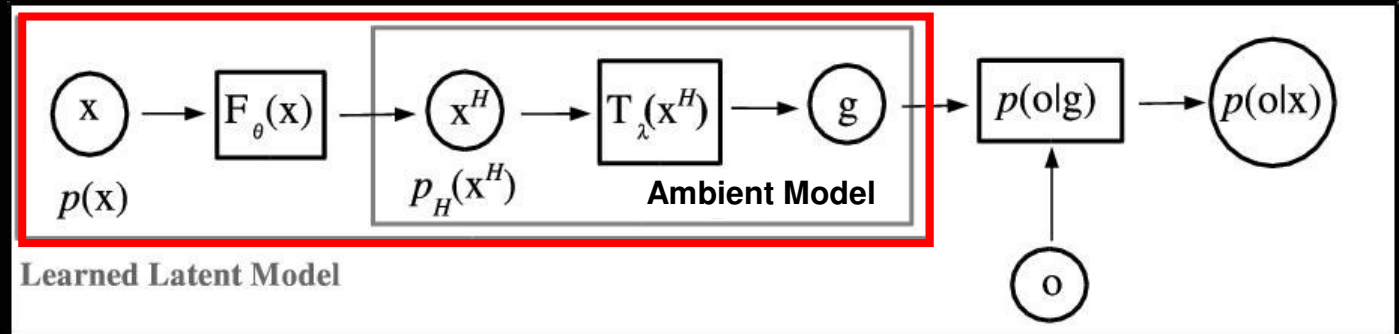 x F_θ(x) x^H T_λ(x^H) g p(o|g) p(o|x)
p(x) p_H(x^H) Ambient Model
Learned Latent Model o